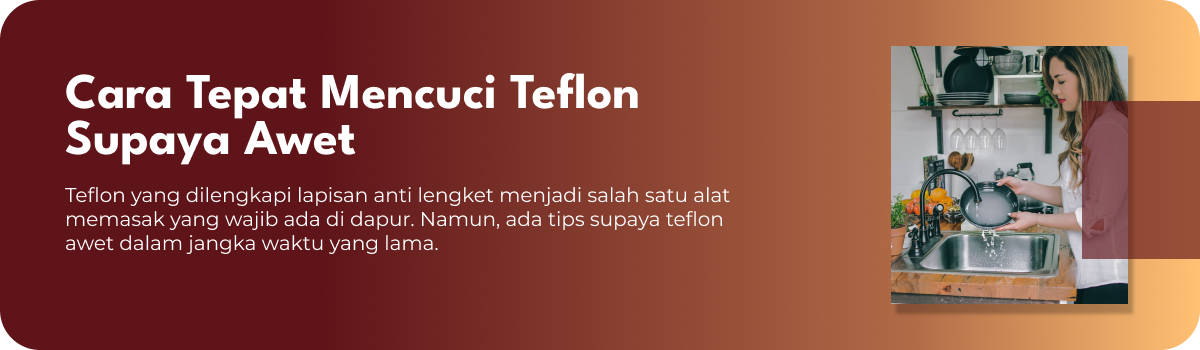 Cara Tepat Mencuci Teflon
Supaya Awet
Teflon yang dilengkapi lapisan anti lengket menjadi salah satu alat
memasak yang wajib ada di dapur. Namun, ada tips supaya teflon
awet dalam jangka waktu yang lama.